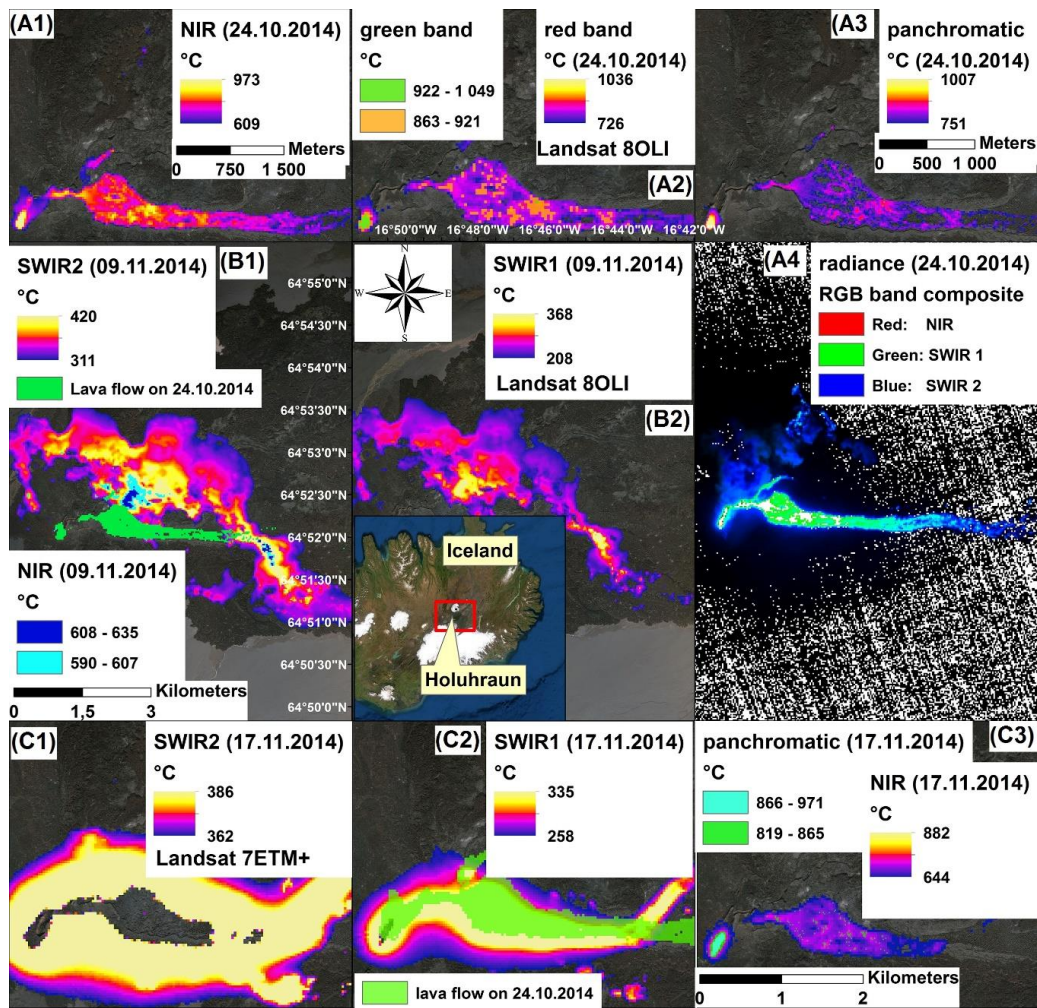 (A1)
NIR (24.10.2014)
°C
973
609
Meters
0 750 1 500
green band
°C
922 - 1 049
863 - 921
red band
°C (24.10.2014)
1036
726
Landsat 8OLI
(A2)
16°50'0"W 16°48'0"W 16°46'0"W 16°44'0"W 16°42'0"W
(A3)
panchromatic
°C (24.10.2014)
1007
751
Meters
0 500 1 000
SWIR2 (09.11.2014)
(B1)
°C
420
311
Lava flow on 24.10.2014
64°55'0"N
64°54'30"N
64°54'0"N
64°53'30"N
64°53'0"N
64°52'30"N
64°52'0"N
64°51'30"N
64°51'0"N
64°50'30"N
64°50'0"N
NIR (09.11.2014)
°C
608 - 635
590 - 607
Kilometers
0 1,5 3
N
W E
S
SWIR1 (09.11.2014)
°C
368
208
Landsat 8OLI
(B2)
Iceland
Holuhraun
(A4)
radiance (24.10.2014)
RGB band composite
Red: NIR
Green: SWIR 1
Blue: SWIR 2
(C1)
SWIR2 (17.11.2014)
°C
386
362
Landsat 7ETM+
(C2)
SWIR1 (17.11.2014)
°C
335
258
lava flow on 24.10.2014
panchromatic (17.11.2014)
(C3)
°C
866 - 971
819 - 865
NIR (17.11.2014)
°C
882
644
Kilometers
0 1 2